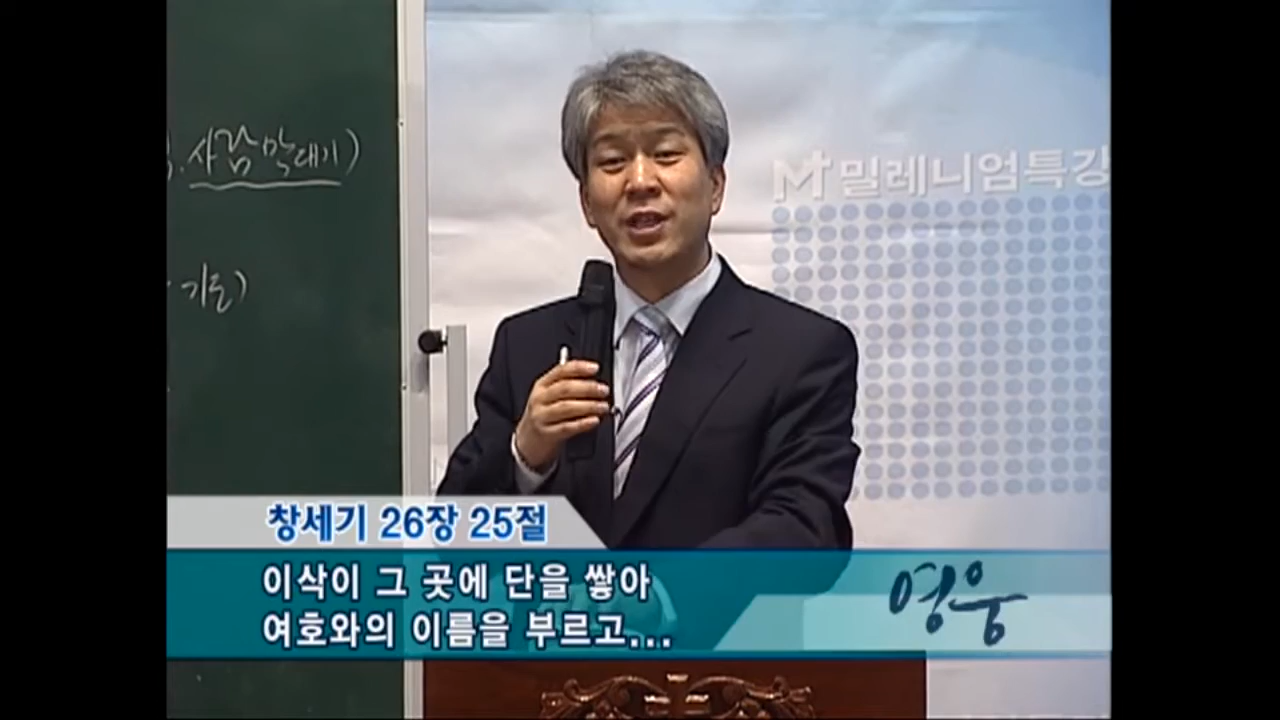 사람막대기)
기도)
밀레니엄특강
창세기 26장 25절
이삭이 그 곳에 단을 쌓아
여호와의 이름을 부르고...
영웅